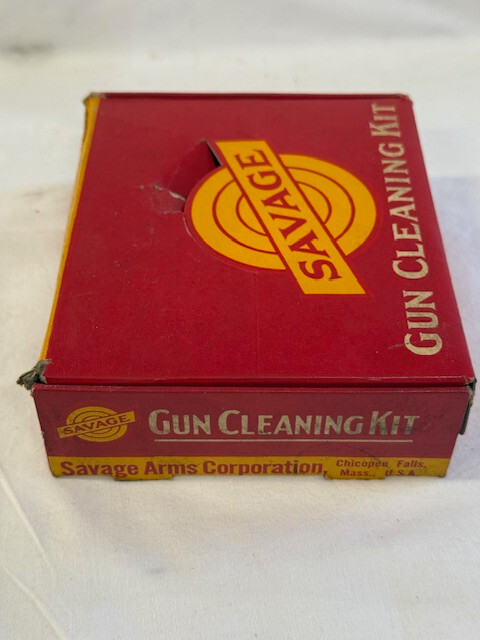 SAVAGE
GUN CLEANING KIT
SAVAGE
GUN CLEANING KIT
Savage Arms Corporation
Chicopee Falls,
Mass., U.S.A.